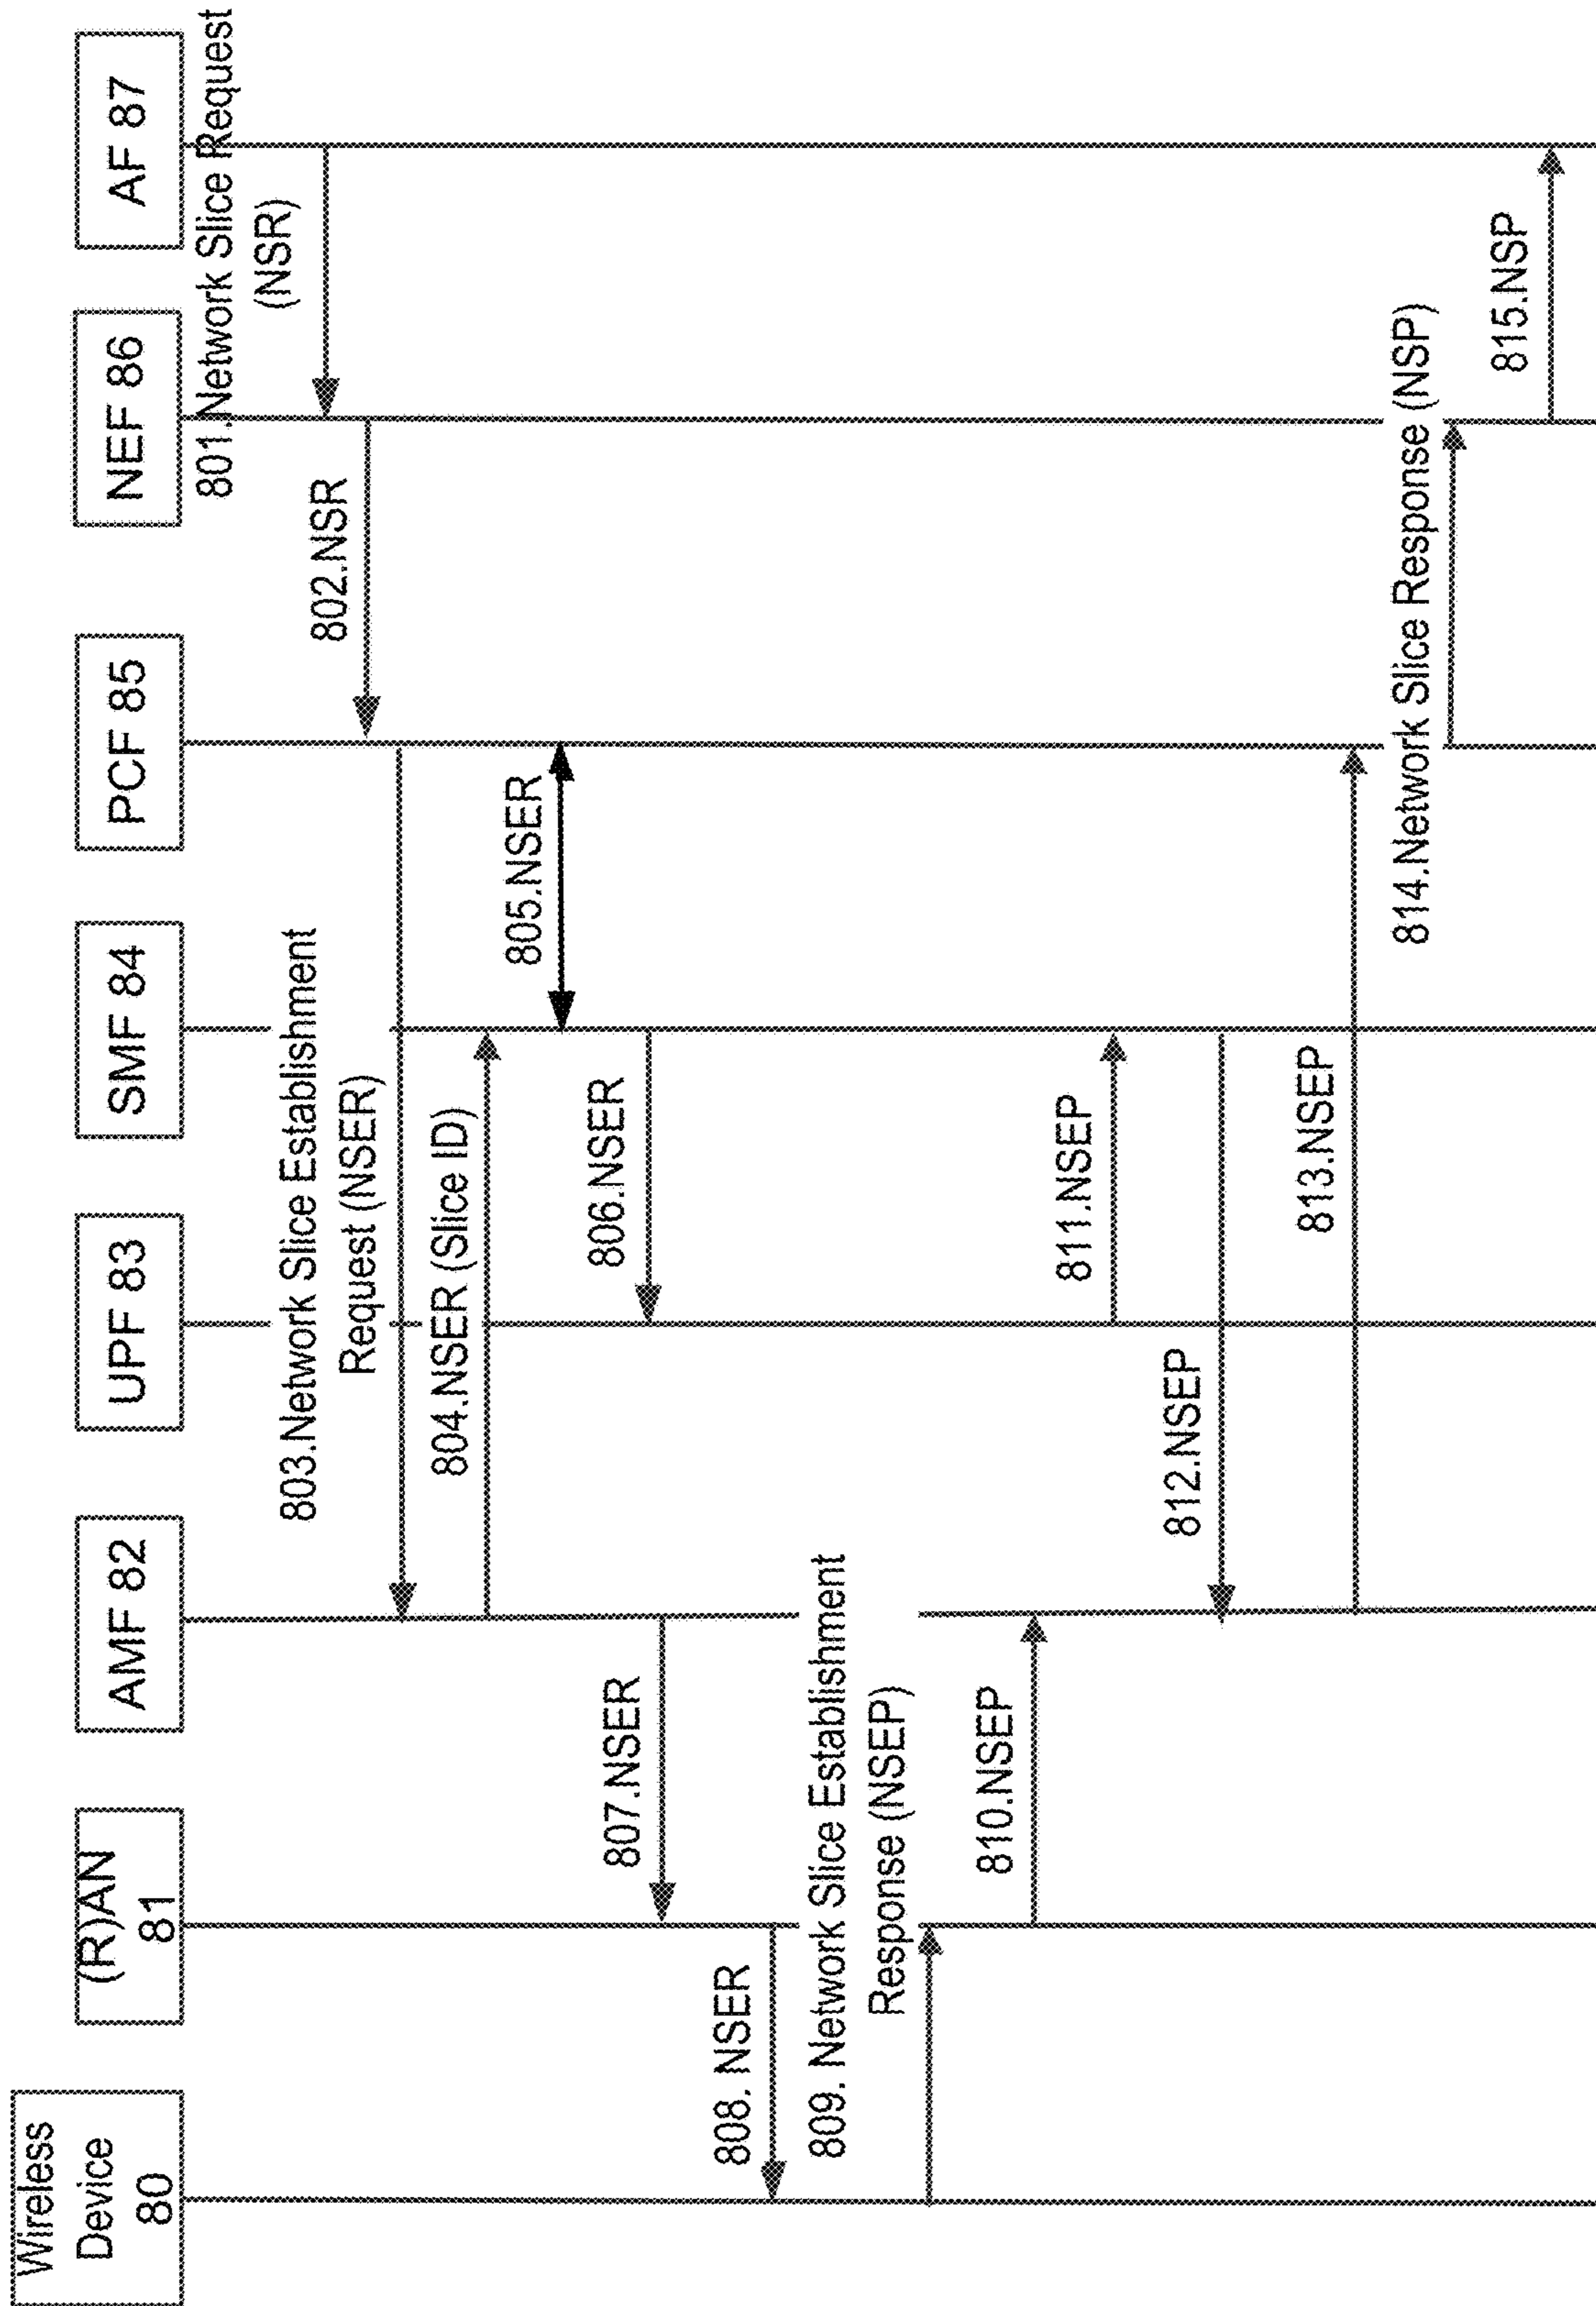 Wireless
Device
80
(R)AN
81
AMF 82
UPF 83
SMF 84
PCF 85
NEF 86
AF 87
801.Network Slice Request
(NSR)
802.NSR
803.Network Slice Establishment
Request (NSER)
804.NSER (Slice ID)
805.NSER
806.NSER
807.NSER
808. NSER
809. Network Slice Establishment
Response (NSEP)
810.NSEP
811.NSEP
812.NSEP
813.NSEP
814.Network Slice Response (NSP)
815.NSP